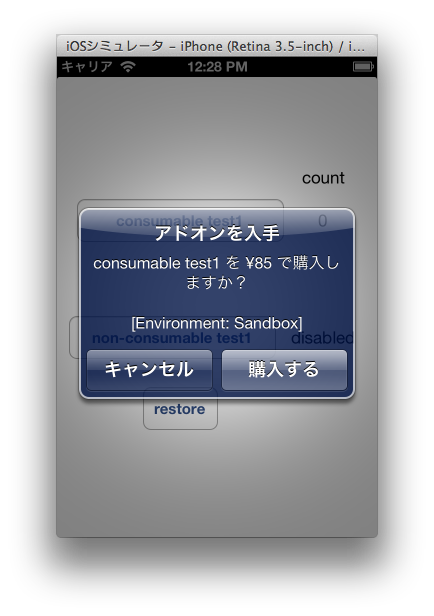 iOSシミュレータ – iPhone (Retina 3.5-inch) / i...
キャリア 12:28 PM
count
consumable test1 0
アドオンを入手
consumable test1 を ¥85 で購入し
ますか？
[Environment: Sandbox]
non-consumable test1 disabled
キャンセル 購入する
restore